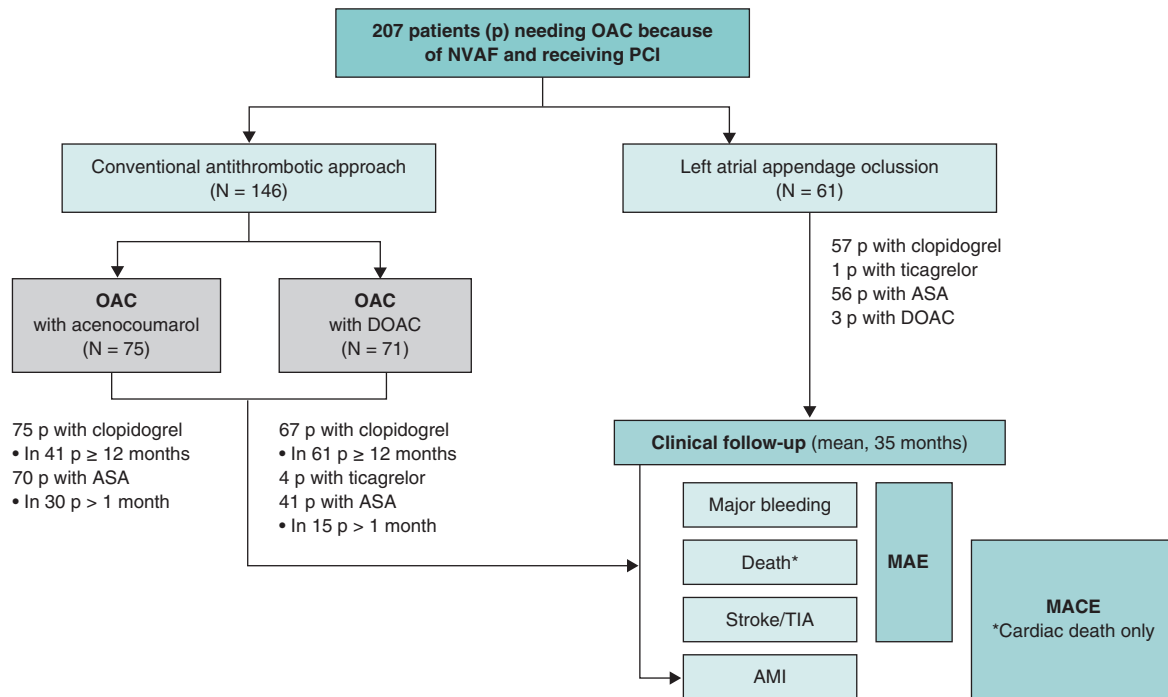 207 patients (p) needing OAC because
of NVAF and receiving PCI
Conventional antithrombotic approach
(N = 146)
Left atrial appendage oclussion
(N = 61)
57 p with clopidogrel
1 p with ticagrelor
56 p with ASA
3 p with DOAC
OAC
with acenocoumarol
(N = 75)
OAC
with DOAC
(N = 71)
75 p with clopidogrel
• In 41 p ≥ 12 months
70 p with ASA
• In 30 p > 1 month
67 p with clopidogrel
• In 61 p ≥ 12 months
4 p with ticagrelor
41 p with ASA
• In 15 p > 1 month
Clinical follow-up (mean, 35 months)
Major bleeding
Death*
Stroke/TIA
AMI
MAE
MACE
*Cardiac death only